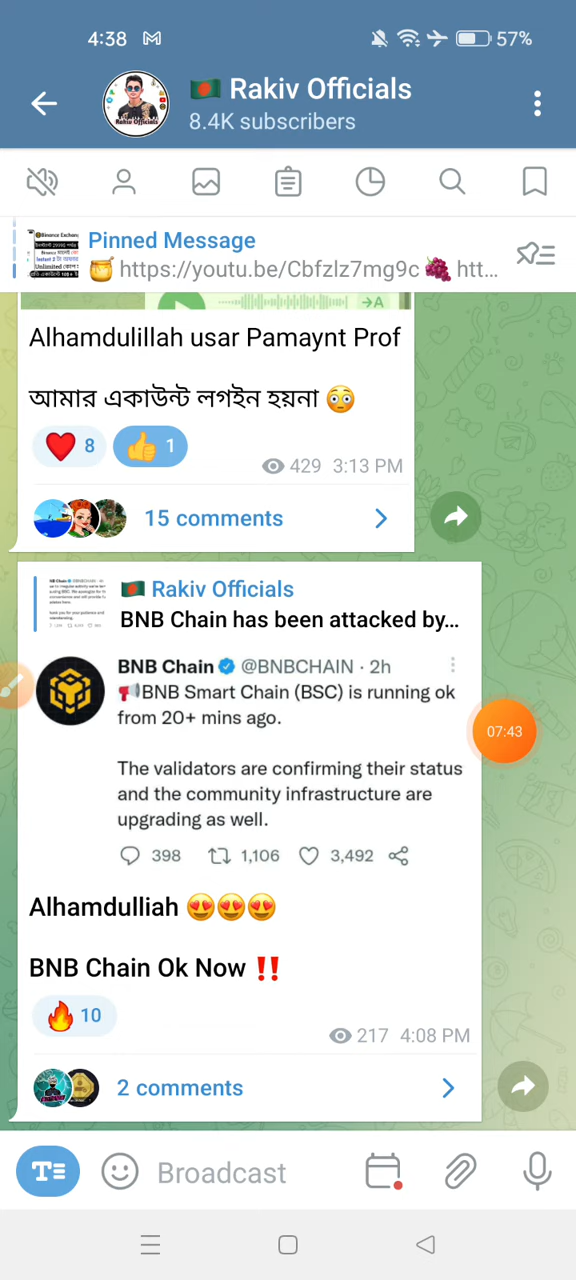 4:38
57%
Rakiv Officials
8.4K subscribers
Pinned Message
https://youtu.be/Cbfzlz7mg9c htt...
Alhamdulillah usar Pamaynt Prof
আমার একাউন্ট লগইন হয়না
8
1
429 3:13 PM
15 comments
Rakiv Officials
BNB Chain has been attacked by...
BNB Chain @BNBCHAIN · 2h
BNB Smart Chain (BSC) is running ok
from 20+ mins ago.
The validators are confirming their status
and the community infrastructure are
upgrading as well.
398 1,106 3,492
07:43
Alhamdulliah
BNB Chain Ok Now ‼️
10
217 4:08 PM
2 comments
Broadcast